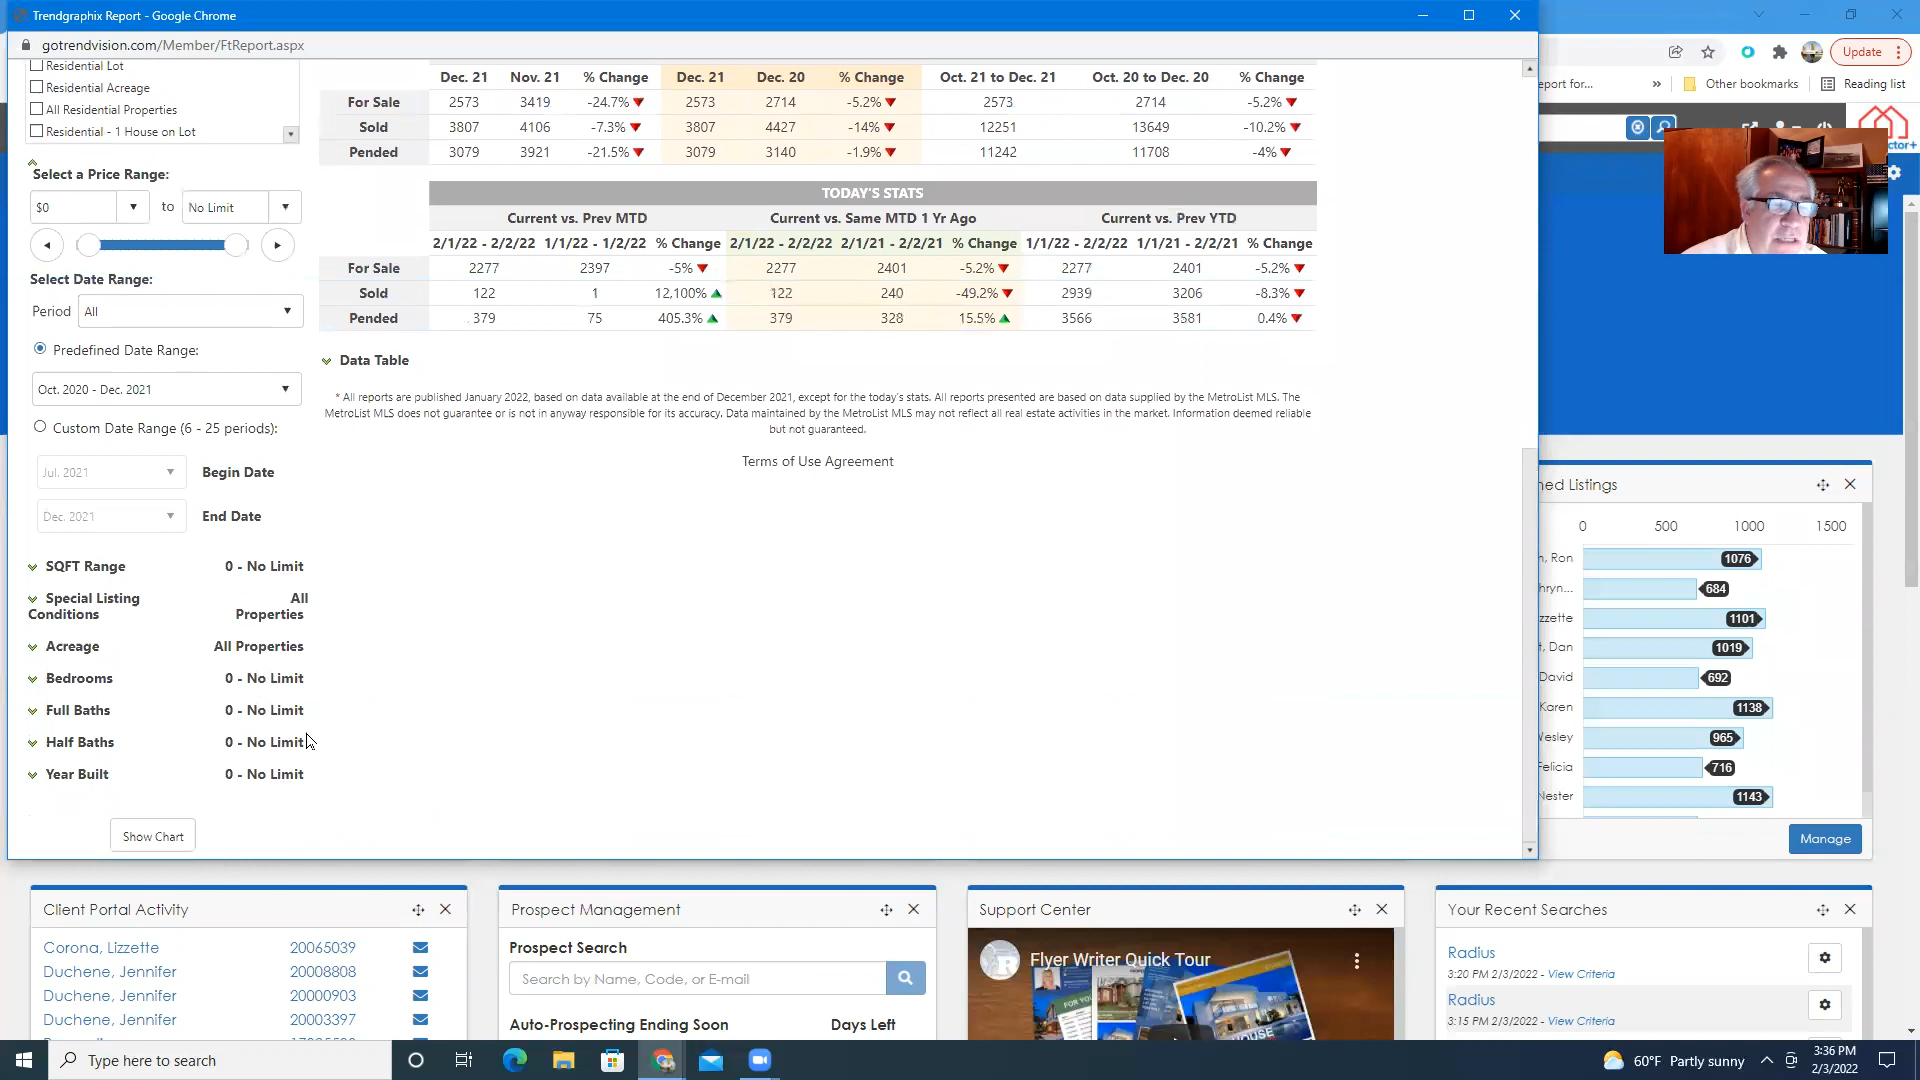 Trendgraphix Report - Google Chrome
gotrendvision.com/Member/FtReport.aspx
Update
port for...
»
Other bookmarks
Reading list
Residential Lot
Residential Acreage
All Residential Properties
Residential - 1 House on Lot
Select a Price Range:
$0
to
No Limit
Select Date Range:
Period
All
Predefined Date Range:
Oct. 2020 - Dec. 2021
Custom Date Range (6 - 25 periods):
Jul. 2021
Begin Date
Dec. 2021
End Date
SQFT Range 0 - No Limit
Special Listing Conditions All Properties
Acreage All Properties
Bedrooms 0 - No Limit
Full Baths 0 - No Limit
Half Baths 0 - No Limit
Year Built 0 - No Limit
Show Chart
Dec. 21 Nov. 21 % Change Dec. 21 Dec. 20 % Change Oct. 21 to Dec. 21 Oct. 20 to Dec. 20 % Change
For Sale 2573 3419 -24.7% 2573 2714 -5.2% 2573 2714 -5.2%
Sold 3807 4106 -7.3% 3807 4427 -14% 12251 13649 -10.2%
Pended 3079 3921 -21.5% 3079 3140 -1.9% 11242 11708 -4%
TODAY'S STATS
Current vs. Prev MTD Current vs. Same MTD 1 Yr Ago Current vs. Prev YTD
2/1/22 - 2/2/22 1/1/22 - 1/2/22 % Change 2/1/22 - 2/2/22 2/1/21 - 2/2/21 % Change 1/1/22 - 2/2/22 1/1/21 - 2/2/21 % Change
For Sale 2277 2397 -5% 2277 2401 -5.2% 2277 2401 -5.2%
Sold 122 1 12,100% 122 240 -49.2% 2939 3206 -8.3%
Pended 379 75 405.3% 379 328 15.5% 3566 3581 0.4%
Data Table
* All reports are published January 2022, based on data available at the end of December 2021, except for the today's stats. All reports presented are based on data supplied by the MetroList MLS. The
MetroList MLS does not guarantee or is not in anyway responsible for its accuracy. Data maintained by the MetroList MLS may not reflect all real estate activities in the market. Information deemed reliable
but not guaranteed.
Terms of Use Agreement
ctor+
ned Listings
0 500 1000 1500
n, Ron 1076
hryn... 684
zzette 1101
t, Dan 1019
David 692
Karen 1138
Wesley 965
Felicia 716
Nester 1143
Manage
Client Portal Activity
Corona, Lizzette 20065039
Duchene, Jennifer 20008808
Duchene, Jennifer 20000903
Duchene, Jennifer 20003397
Prospect Management
Prospect Search
Search by Name, Code, or E-mail
Auto-Prospecting Ending Soon Days Left
Support Center
Flyer Writer Quick Tour
FOR YOU
HOUSE
Your Recent Searches
Radius
3:20 PM 2/3/2022 - View Criteria
Radius
3:15 PM 2/3/2022 - View Criteria
Type here to search
60°F Partly sunny
3:36 PM
2/3/2022